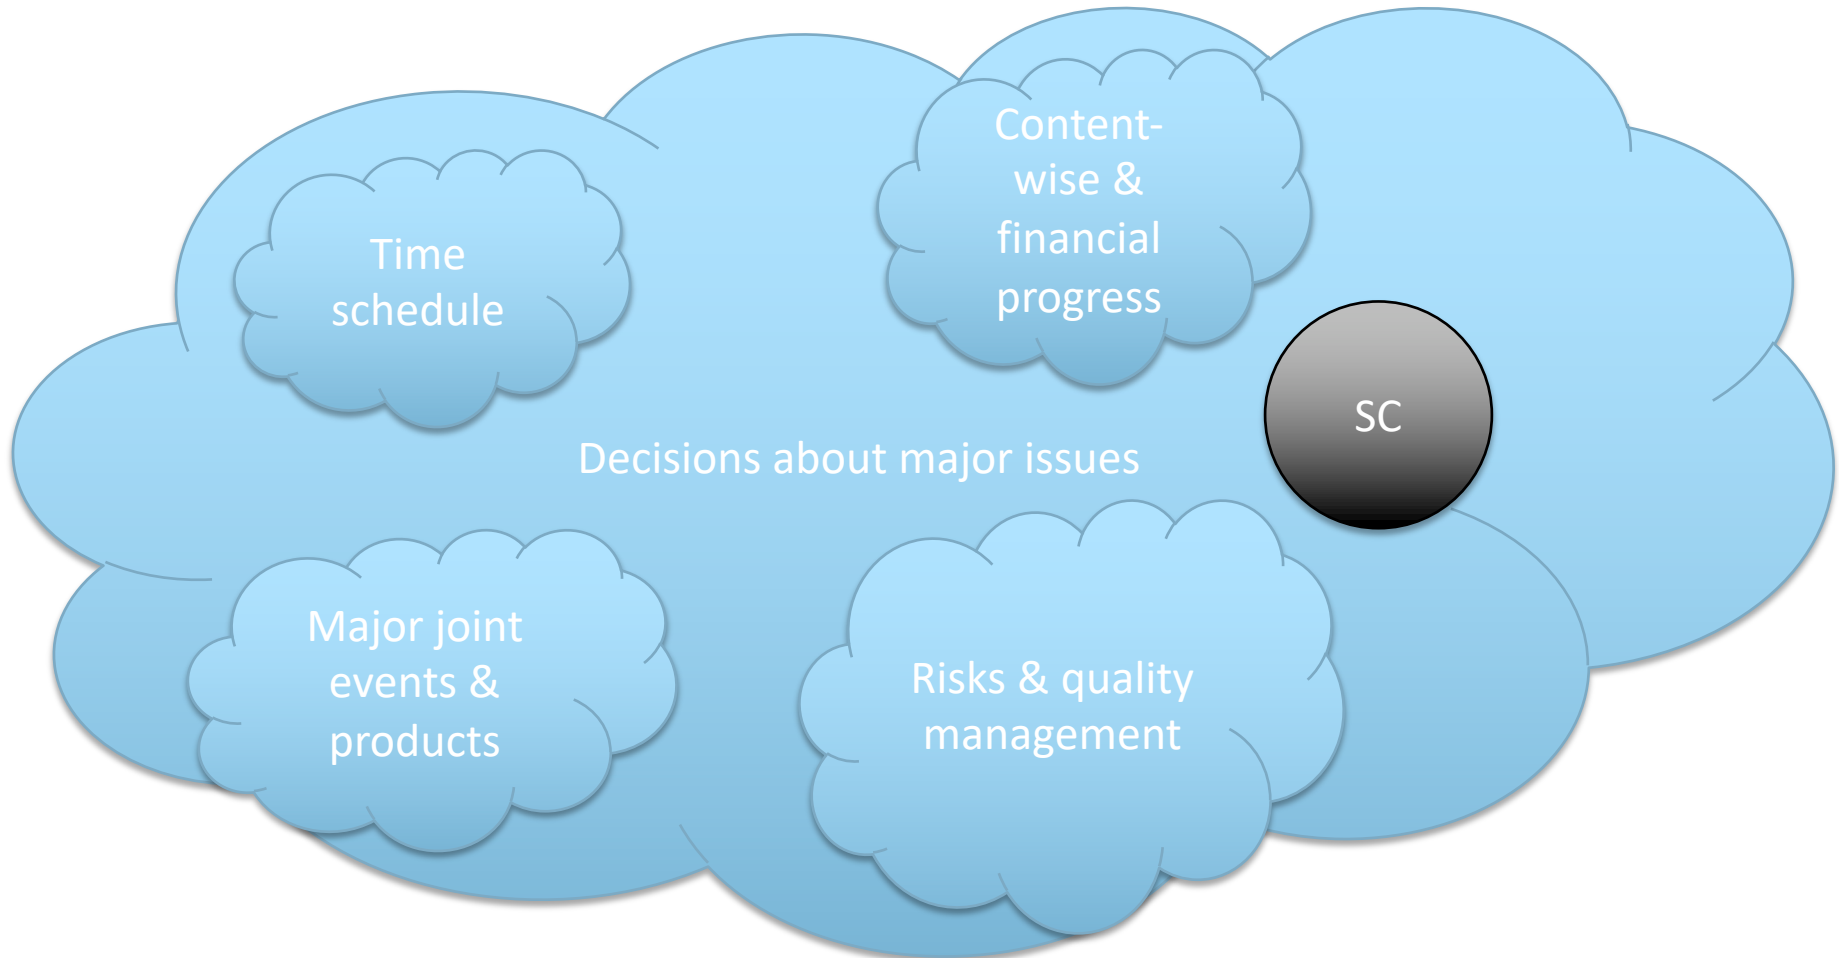 Time
schedule
Content-
wise &
financial
progress
SC
Decisions about major issues
Major joint
events &
products
Risks & quality
management